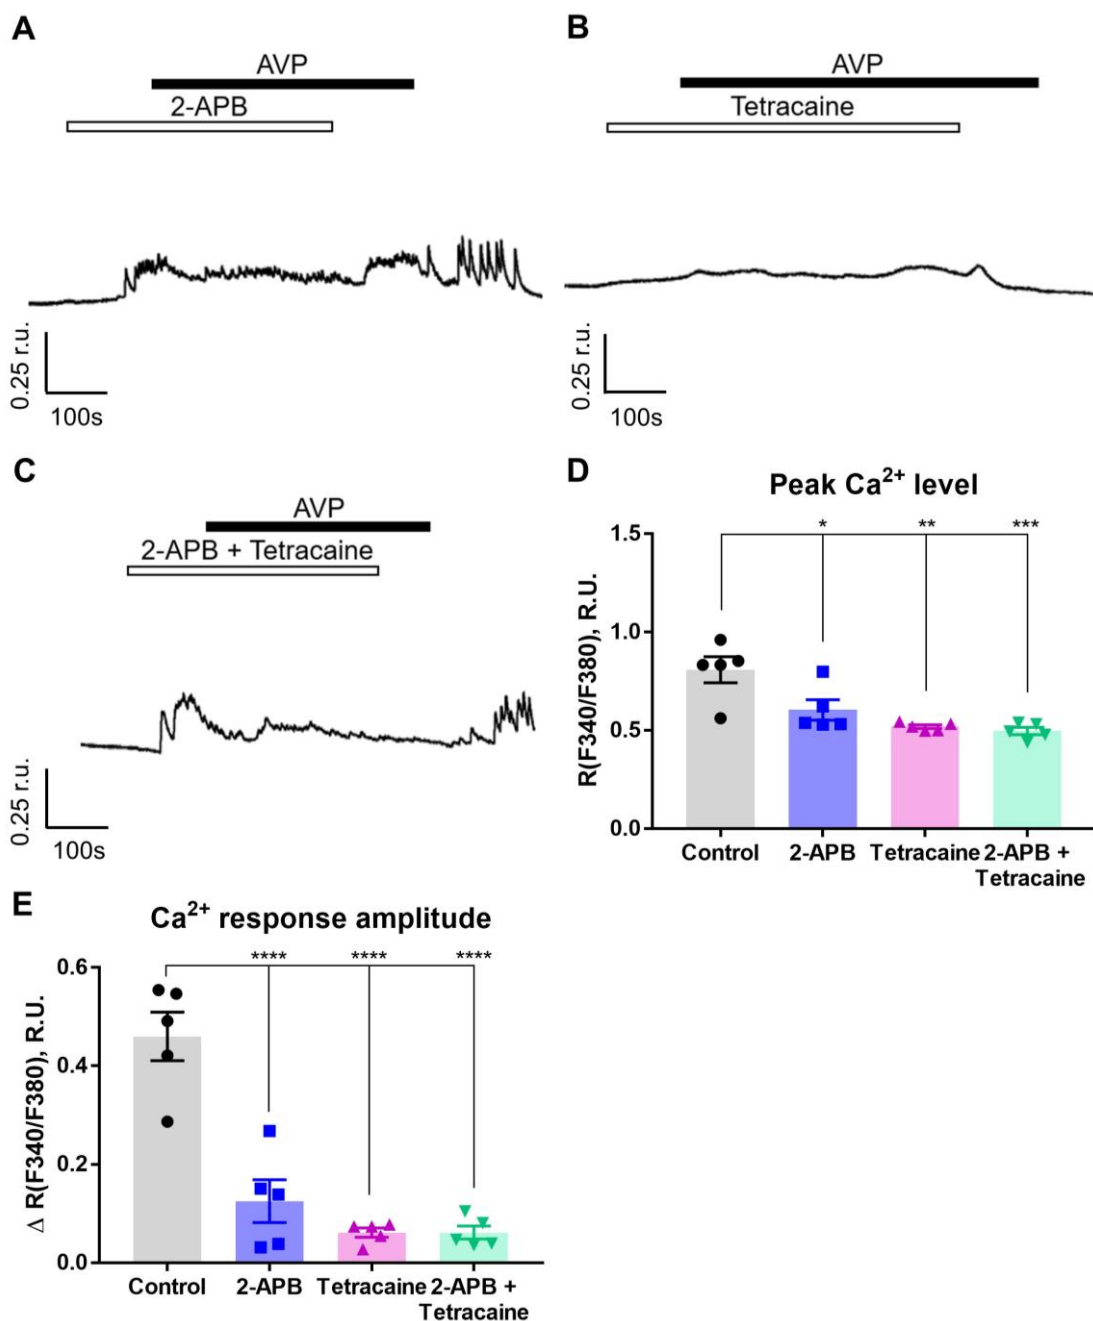 A
AVP
2-APB
0.25 r.u.
100s
B
AVP
Tetracaine
0.25 r.u.
100s
C
AVP
2-APB + Tetracaine
0.25 r.u.
100s
D
Peak Ca²⁺ level
R(F340/F380), R.U.
1.5
1.0
0.5
0.0
* ** ***
Control 2-APB Tetracaine 2-APB +
Tetracaine
E
Ca²⁺ response amplitude
Δ R(F340/F380), R.U.
0.6
0.4
0.2
0.0
**** **** ****
Control 2-APB Tetracaine 2-APB +
Tetracaine